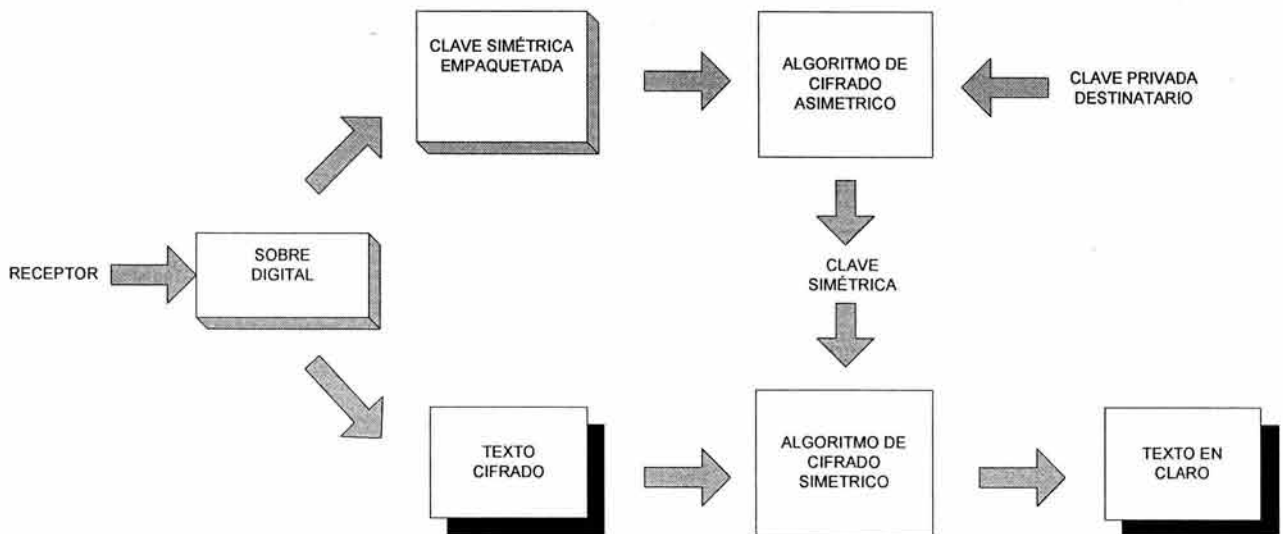 CLAVE SIMÉTRICA
EMPAQUETADA
ALGORITMO DE
CIFRADO
ASIMETRICO
CLAVE PRIVADA
DESTINATARIO
RECEPTOR
SOBRE
DIGITAL
CLAVE
SIMÉTRICA
TEXTO
CIFRADO
ALGORITMO DE
CIFRADO
SIMETRICO
TEXTO EN
CLARO